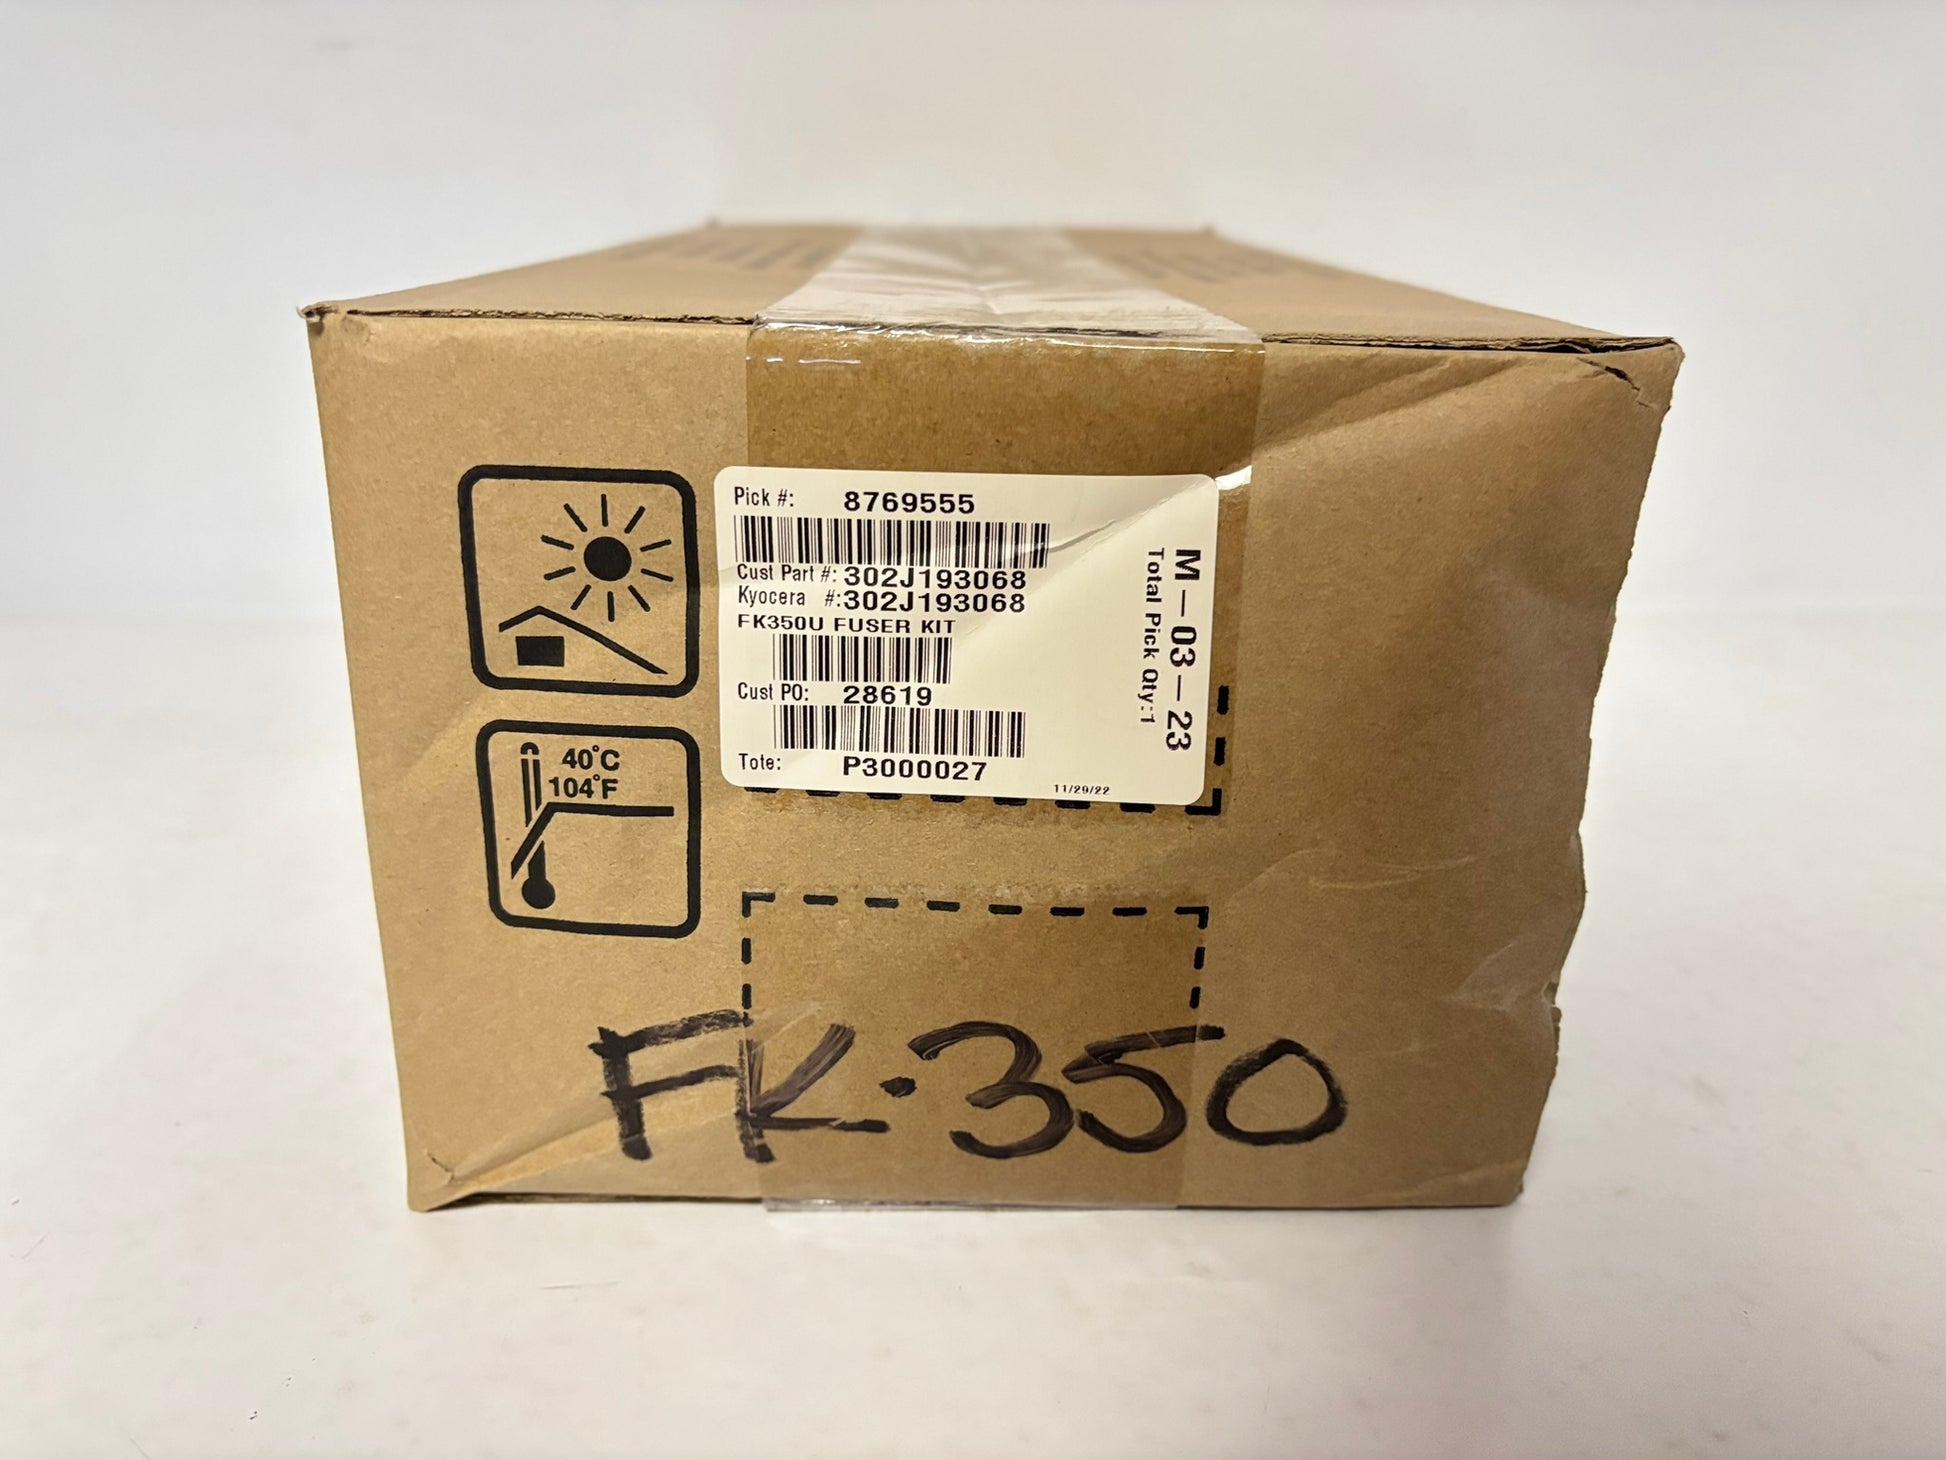 Pick #: 8769555
Cust Part #: 302J193068
Kyocera #: 302J193068
FK350U FUSER KIT
Cust PO: 28619
Tote: P3000027
11/29/22
M-03-23
Total Pick Qty:1
40°C
104°F
FK-350